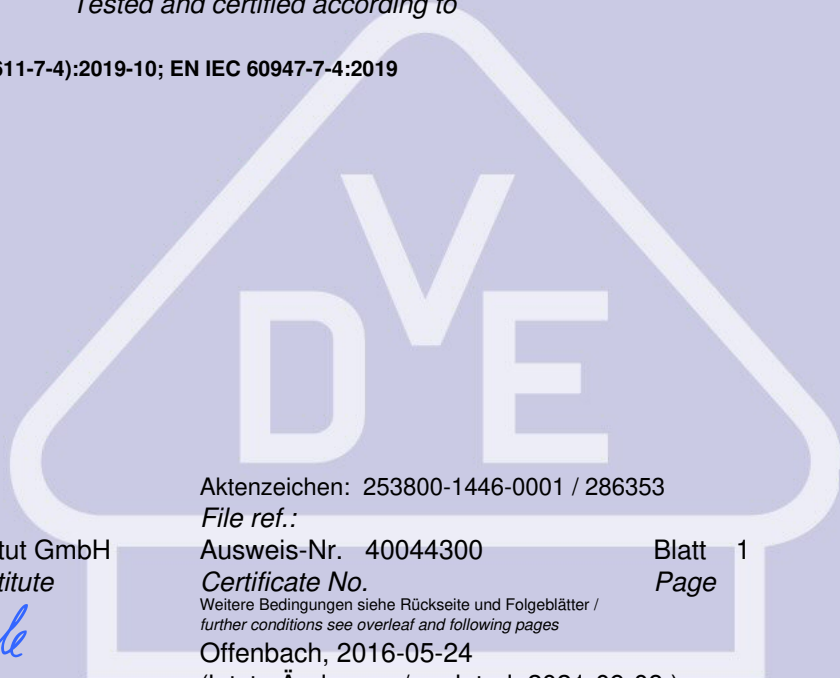 Tested and certified according to
611-7-4):2019-10; EN IEC 60947-7-4:2019
V
D E
Aktenzeichen: 253800-1446-0001 / 286353
File ref.:
tut GmbH Ausweis-Nr. 40044300 Blatt 1
titute Certificate No. Page
Weitere Bedingungen siehe Rückseite und Folgeblätter /
further conditions see overleaf and following pages
Offenbach, 2016-05-24